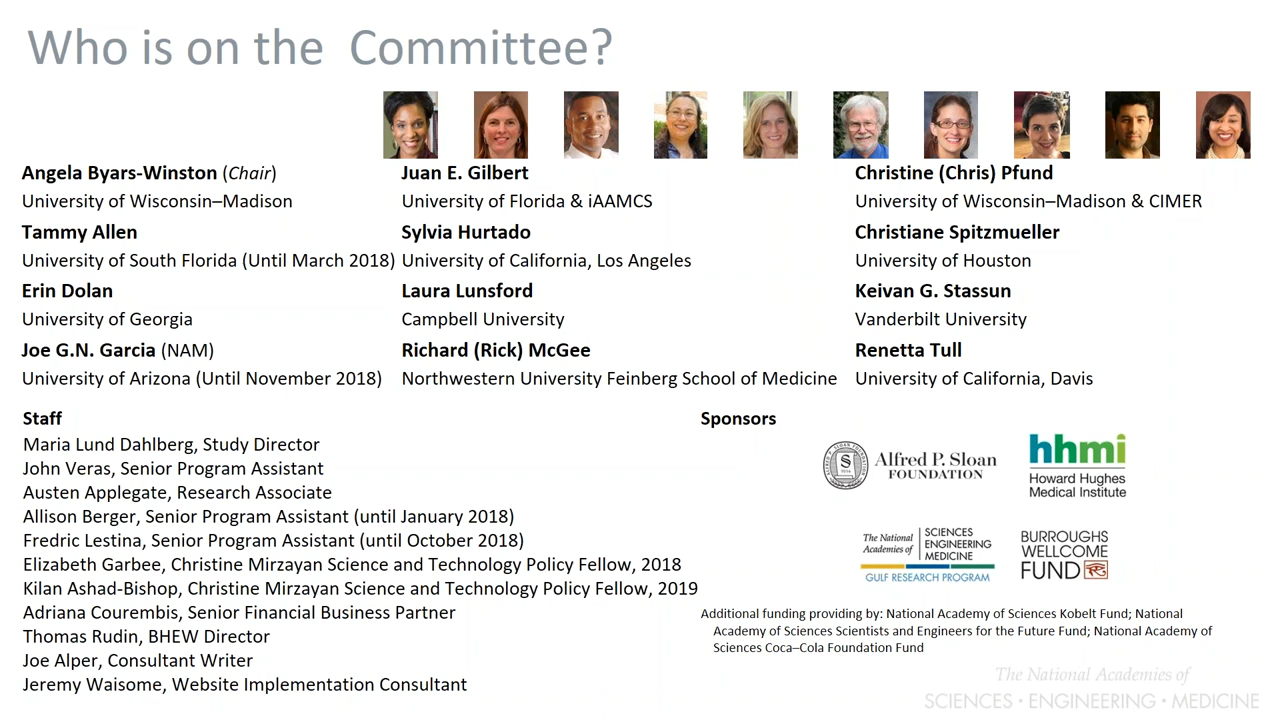 Who is on the Committee?
Angela Byars-Winston (Chair)
University of Wisconsin–Madison
Tammy Allen
University of South Florida (Until March 2018)
Erin Dolan
University of Georgia
Joe G.N. Garcia (NAM)
University of Arizona (Until November 2018)
Juan E. Gilbert
University of Florida & iAAMCS
Sylvia Hurtado
University of California, Los Angeles
Laura Lunsford
Campbell University
Richard (Rick) McGee
Northwestern University Feinberg School of Medicine
Christine (Chris) Pfund
University of Wisconsin–Madison & CIMER
Christiane Spitzmueller
University of Houston
Keivan G. Stassun
Vanderbilt University
Renetta Tull
University of California, Davis
Staff
Maria Lund Dahlberg, Study Director
John Veras, Senior Program Assistant
Austen Applegate, Research Associate
Allison Berger, Senior Program Assistant (until January 2018)
Fredric Lestina, Senior Program Assistant (until October 2018)
Elizabeth Garbee, Christine Mirzayan Science and Technology Policy Fellow, 2018
Kilan Ashad-Bishop, Christine Mirzayan Science and Technology Policy Fellow, 2019
Adriana Courembis, Senior Financial Business Partner
Thomas Rudin, BHEW Director
Joe Alper, Consultant Writer
Jeremy Waisome, Website Implementation Consultant
Sponsors
Alfred P. Sloan
FOUNDATION
hhmi
Howard Hughes
Medical Institute
The National
Academies of
SCIENCES
ENGINEERING
MEDICINE
GULF RESEARCH PROGRAM
BURROUGHS
WELLCOME
FUND
Additional funding providing by: National Academy of Sciences Kobelt Fund; National
Academy of Sciences Scientists and Engineers for the Future Fund; National Academy of
Sciences Coca–Cola Foundation Fund
The National Academies of
SCIENCES · ENGINEERING · MEDICINE